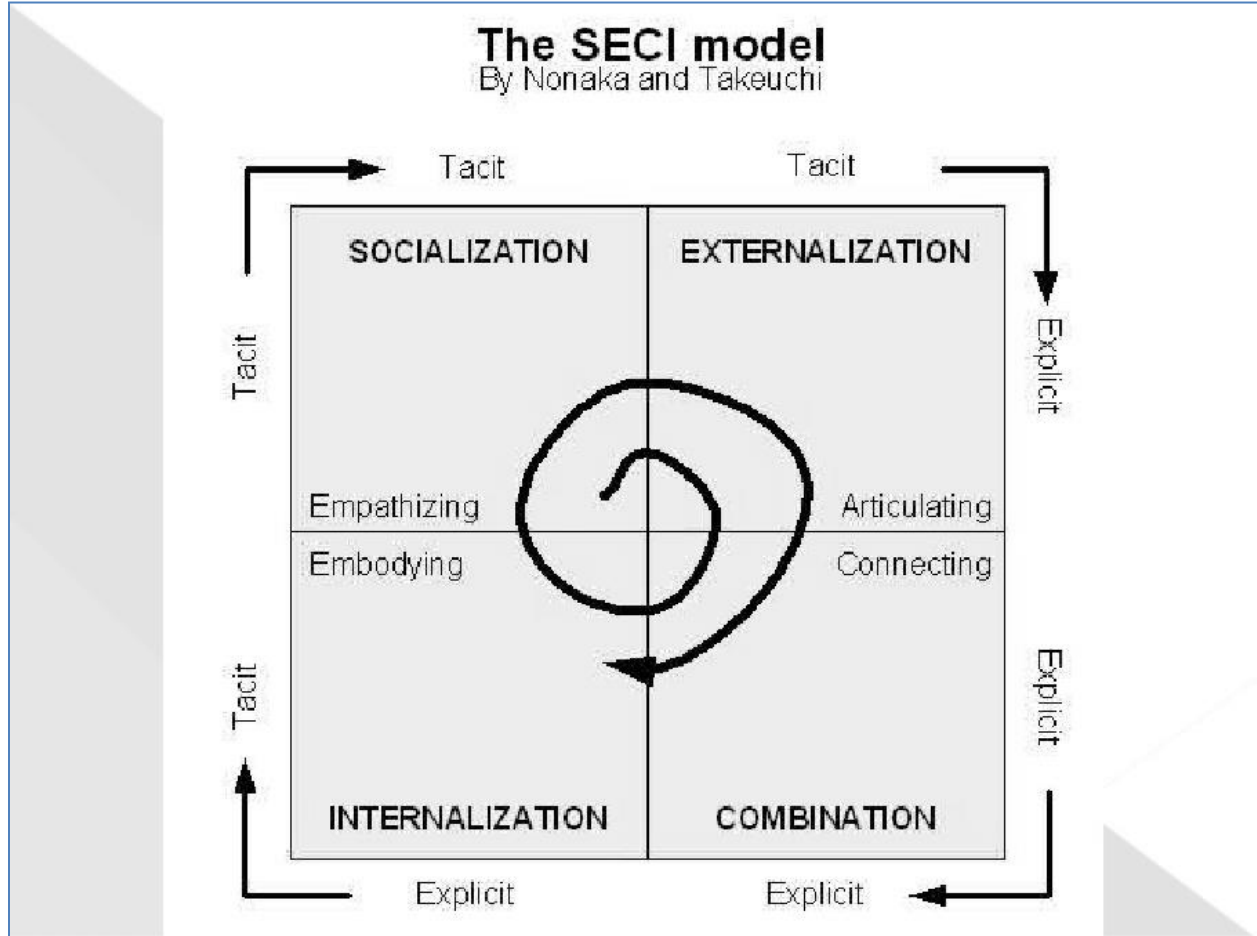 The SECI model
By Nonaka and Takeuchi
Tacit Tacit
SOCIALIZATION EXTERNALIZATION
Tacit Explicit
Empathizing Articulating
Embodying Connecting
Tacit Explicit
INTERNALIZATION COMBINATION
Explicit Explicit